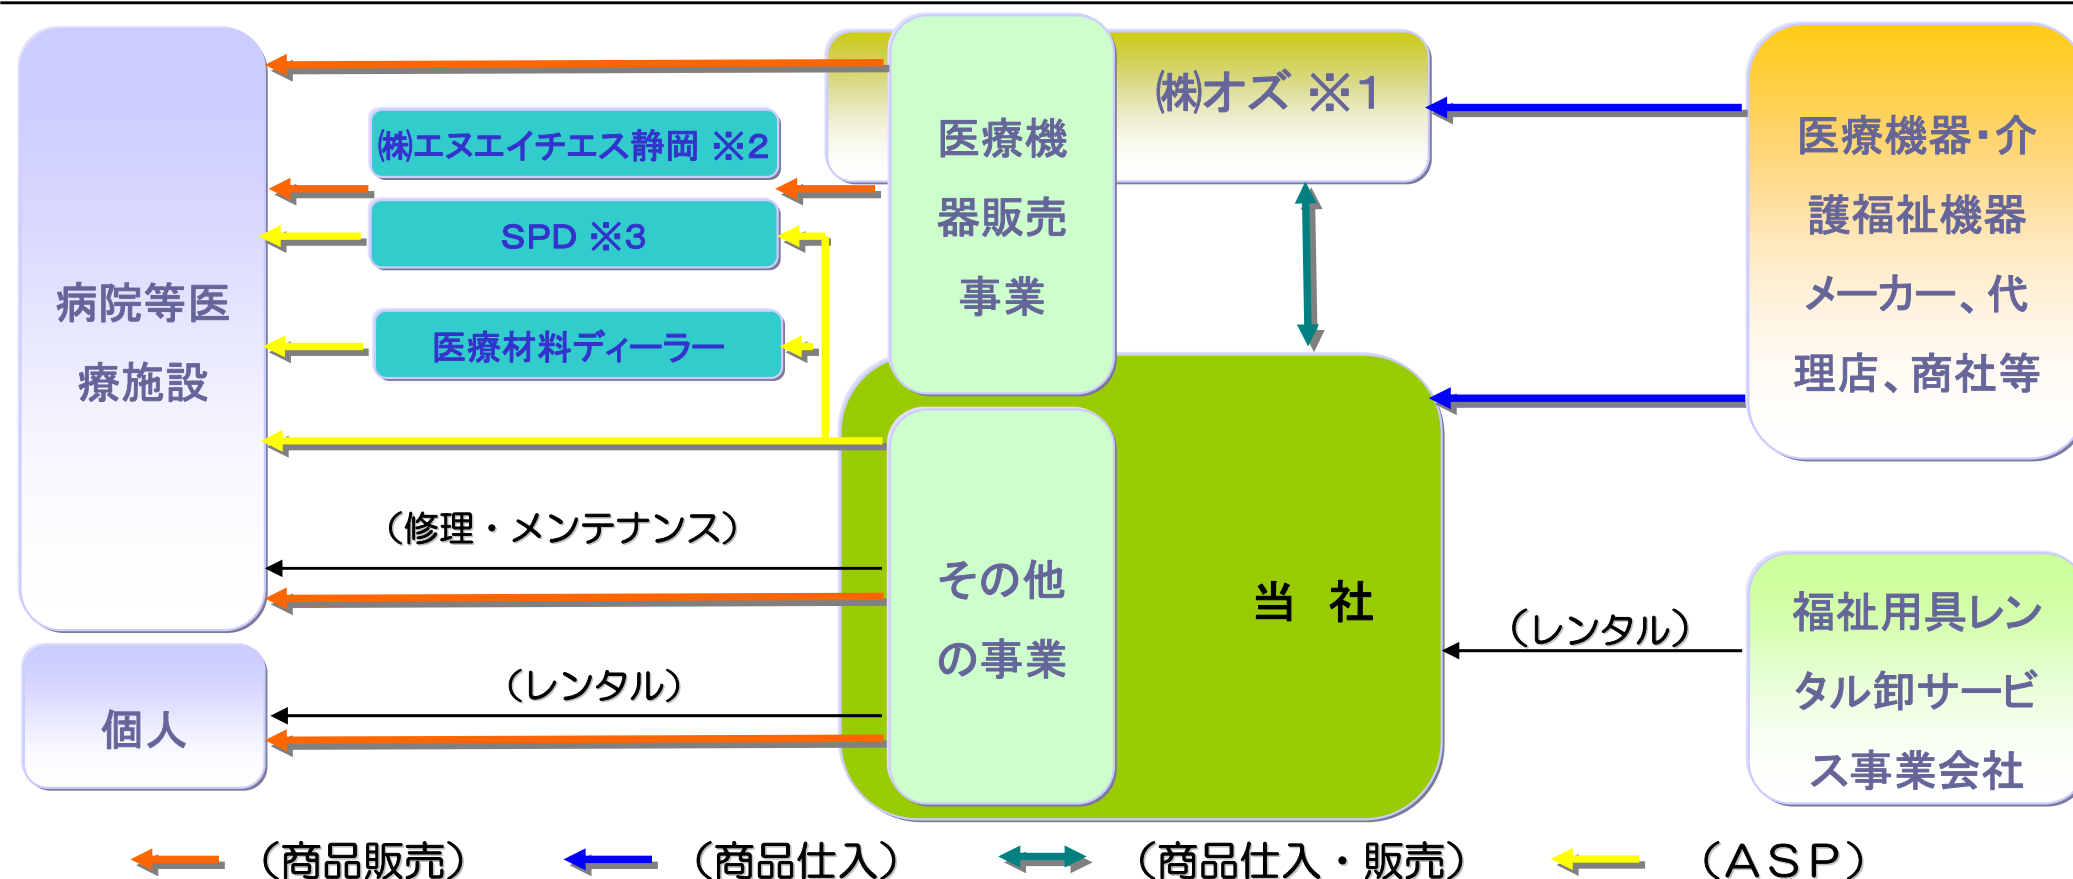 ㈱オズ ※１
医療機
器販売
事業
㈱エヌエイチエス静岡 ※２
SPD ※３
医療材料ディーラー
病院等医
療施設
医療機器・介
護福祉機器
メーカー、代
理店、商社等
（修理・メンテナンス）
その他
の事業
当　社
（レンタル）
福祉用具レン
タル卸サービ
ス事業会社
（レンタル）
個人
（商品販売）
（商品仕入）
（商品仕入・販売）
（ＡＳＰ）